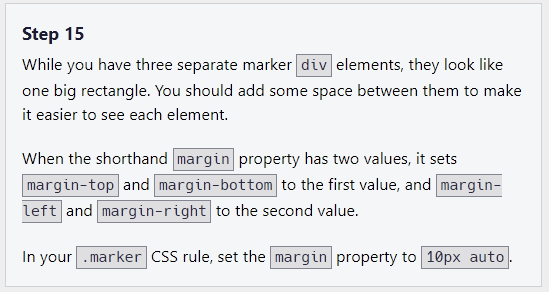 Step 15
While you have three separate marker div elements, they look like
one big rectangle. You should add some space between them to make
it easier to see each element.
When the shorthand margin property has two values, it sets
margin-top and margin-bottom to the first value, and margin-
left and margin-right to the second value.
In your .marker CSS rule, set the margin property to 10px auto.